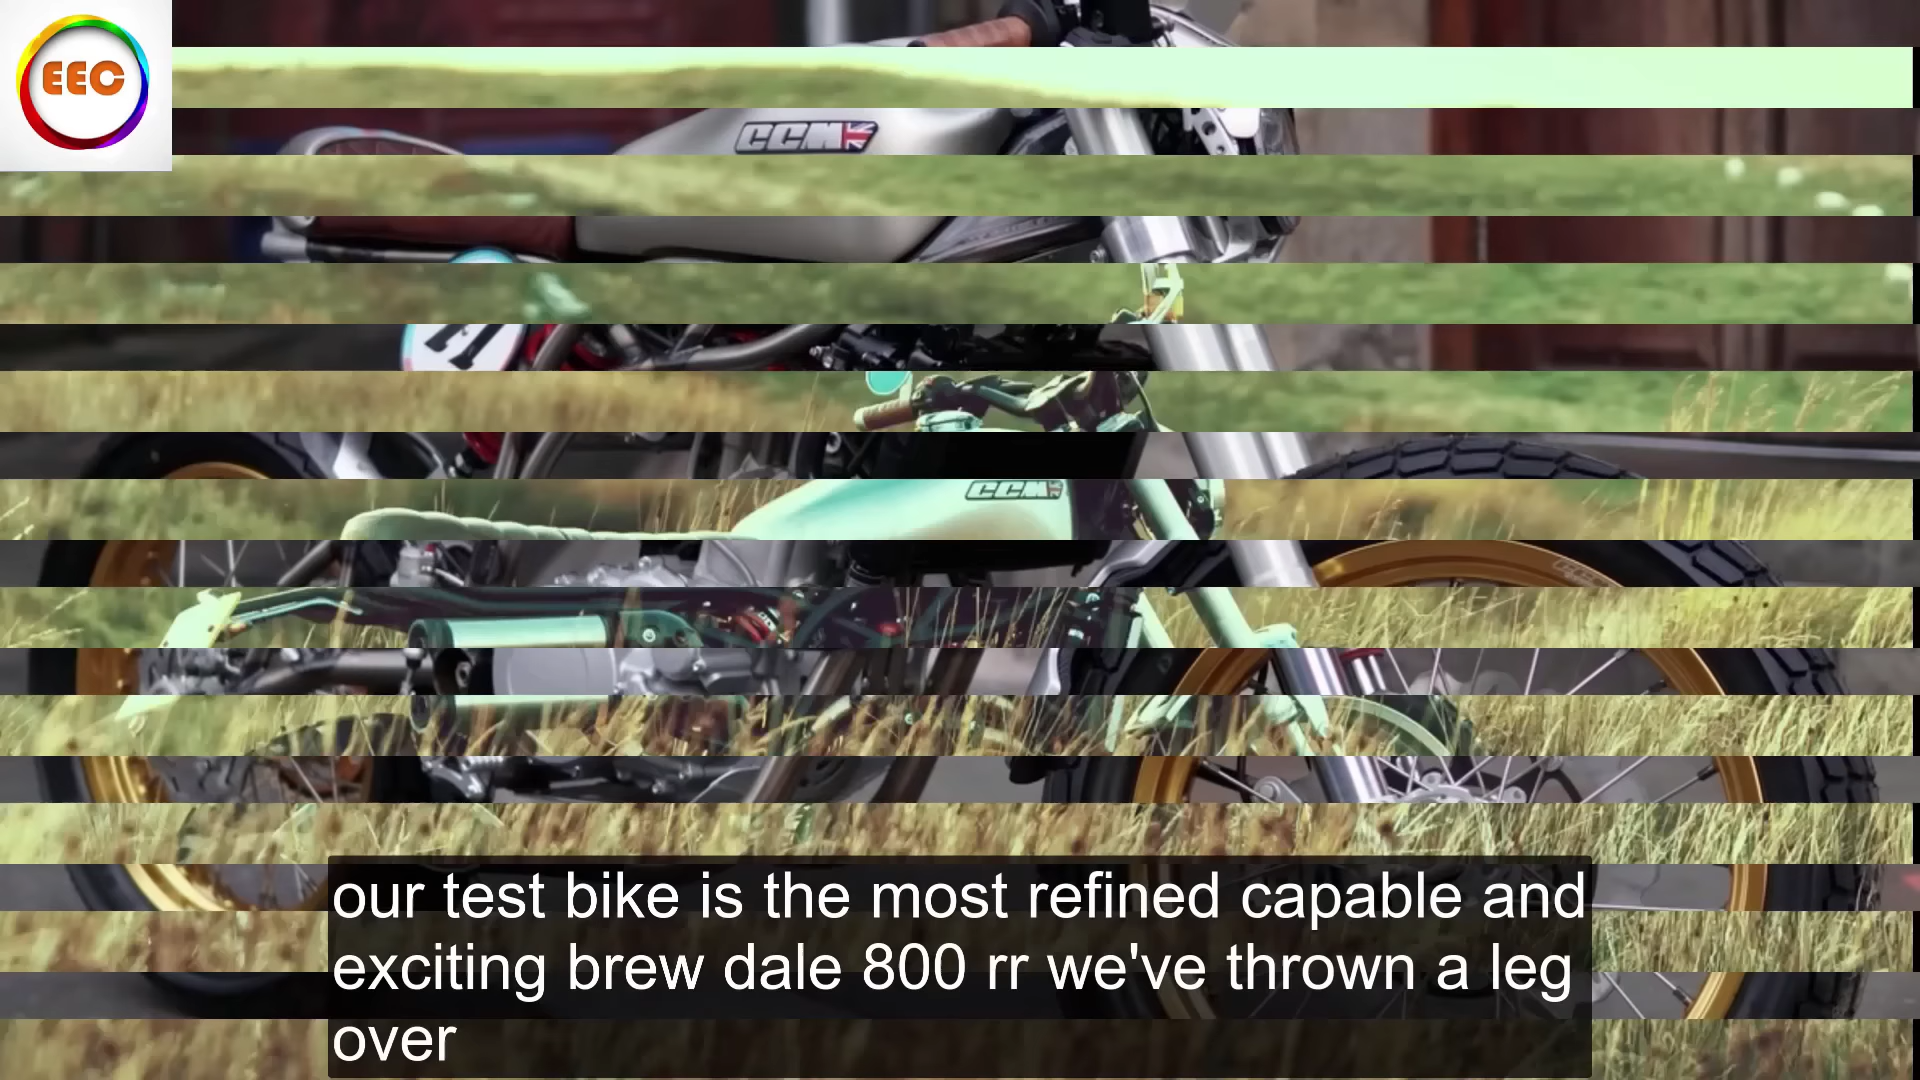 EEC
CCM
A
CCM
our test bike is the most refined capable and
exciting brew dale 800 rr we've thrown a leg
over